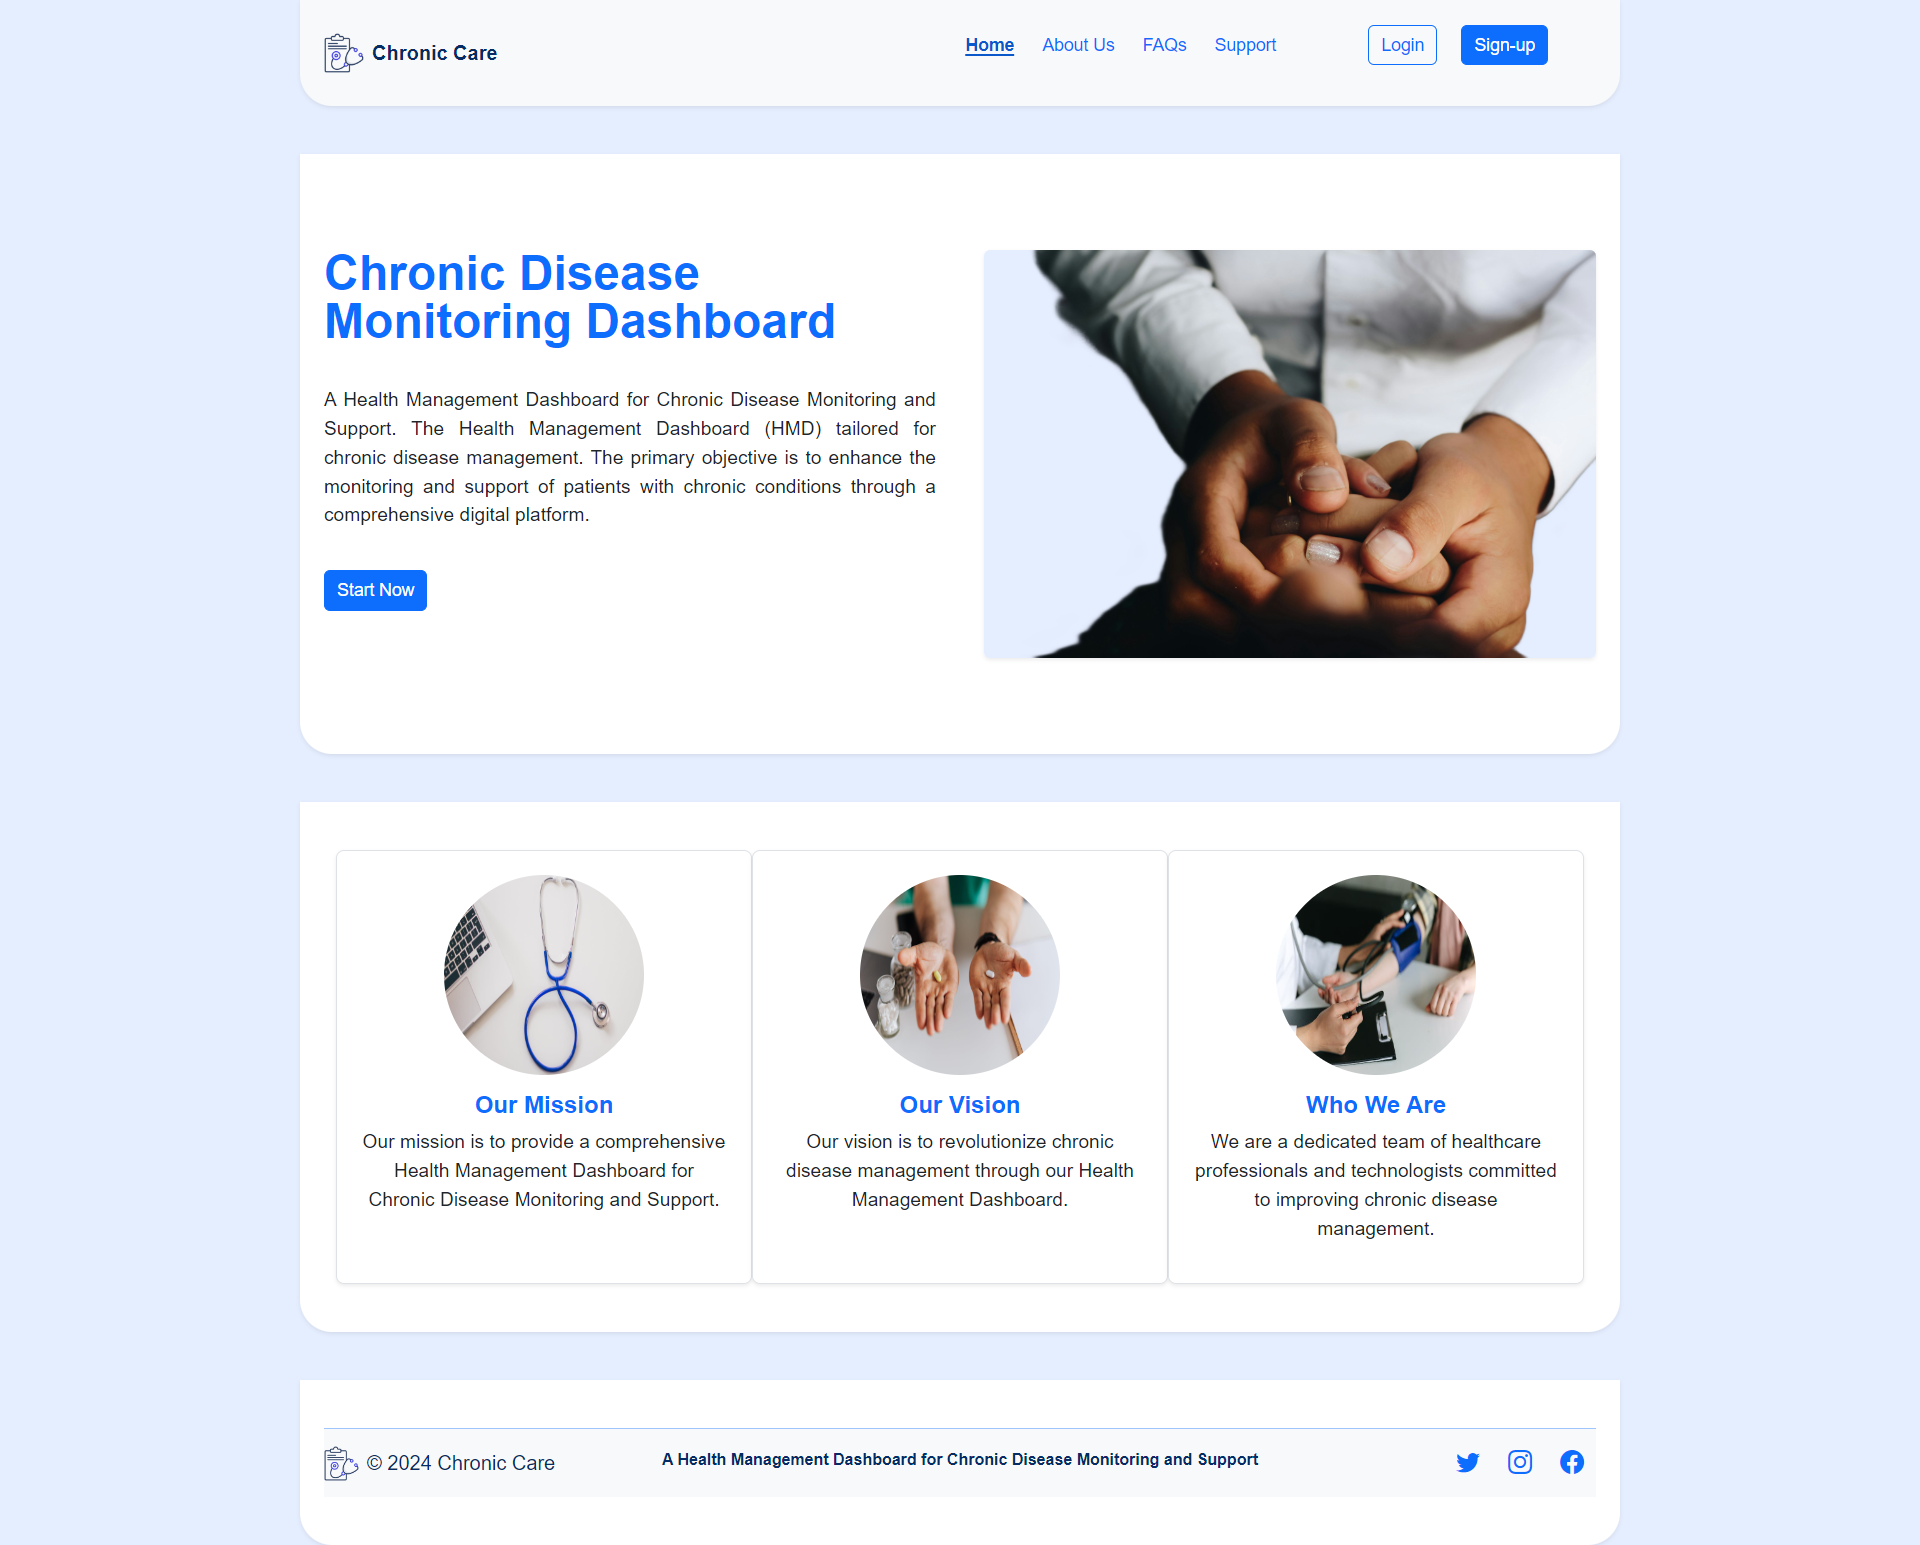 Chronic Care
Home About Us FAQs Support Login Sign-up
Chronic Disease
Monitoring Dashboard
A Health Management Dashboard for Chronic Disease Monitoring and
Support. The Health Management Dashboard (HMD) tailored for
chronic disease management. The primary objective is to enhance the
monitoring and support of patients with chronic conditions through a
comprehensive digital platform.
Start Now
Our Mission
Our mission is to provide a comprehensive
Health Management Dashboard for
Chronic Disease Monitoring and Support.
Our Vision
Our vision is to revolutionize chronic
disease management through our Health
Management Dashboard.
Who We Are
We are a dedicated team of healthcare
professionals and technologists committed
to improving chronic disease
management.
© 2024 Chronic Care
A Health Management Dashboard for Chronic Disease Monitoring and Support